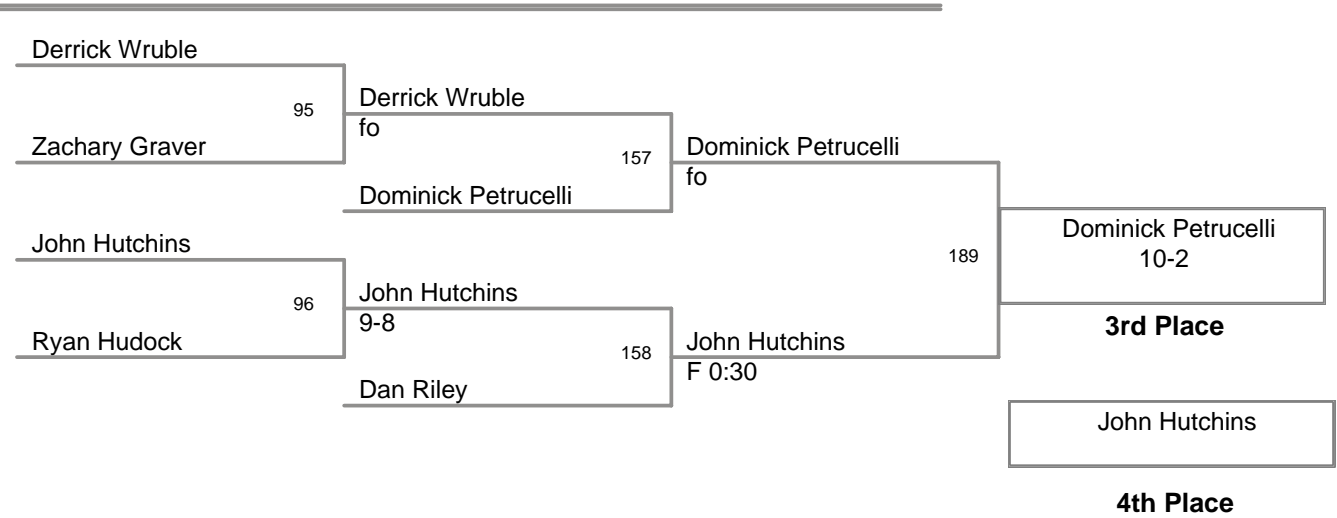 Derrick Wruble
95
Derrick Wruble
fo
Zachary Graver
157
Dominick Petrucelli
fo
Dominick Petrucelli
John Hutchins
189
Dominick Petrucelli
10-2
96
John Hutchins
9-8
3rd Place
Ryan Hudock
158
John Hutchins
F 0:30
Dan Riley
John Hutchins
4th Place